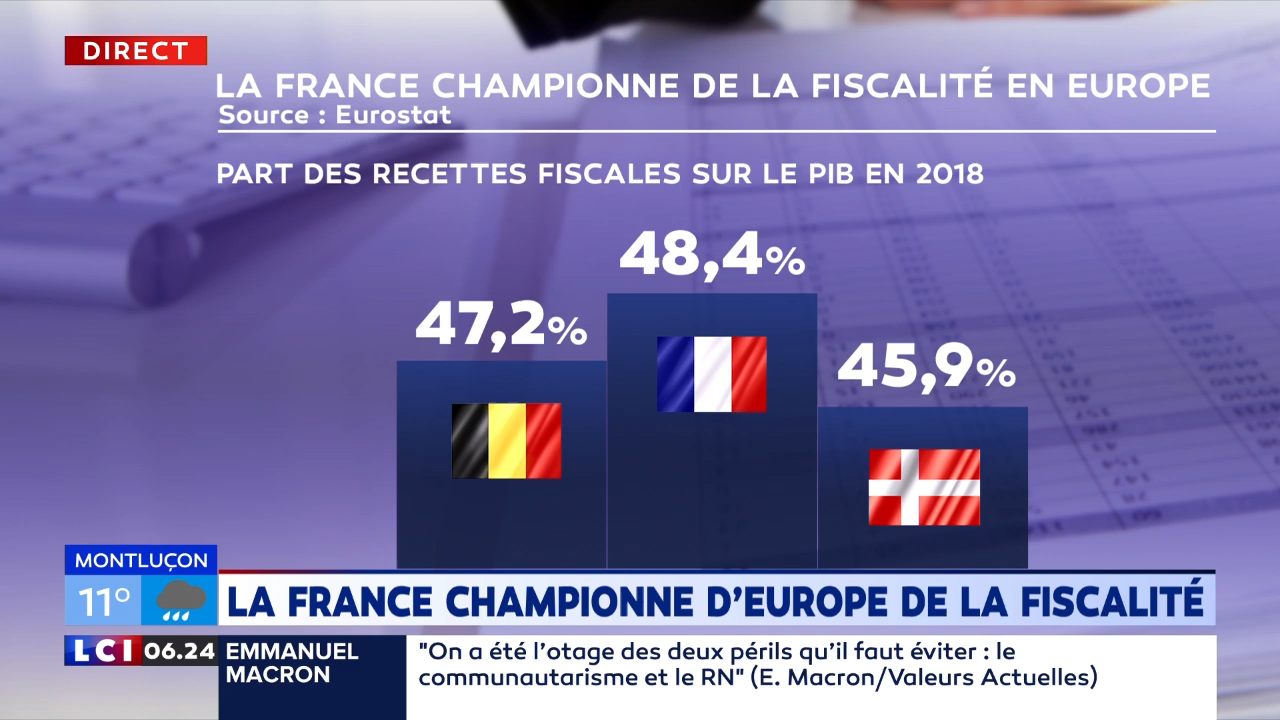 DIRECT
LA FRANCE CHAMPIONNE DE LA FISCALITÉ EN EUROPE
Source : Eurostat
PART DES RECETTES FISCALES SUR LE PIB EN 2018
48,4%
47,2%
45,9%
MONTLUÇON
11°
LA FRANCE CHAMPIONNE D'EUROPE DE LA FISCALITÉ
LCI 06.24
EMMANUEL
MACRON
"On a été l'otage des deux périls qu'il faut éviter : le
communautarisme et le RN" (E. Macron/Valeurs Actuelles)